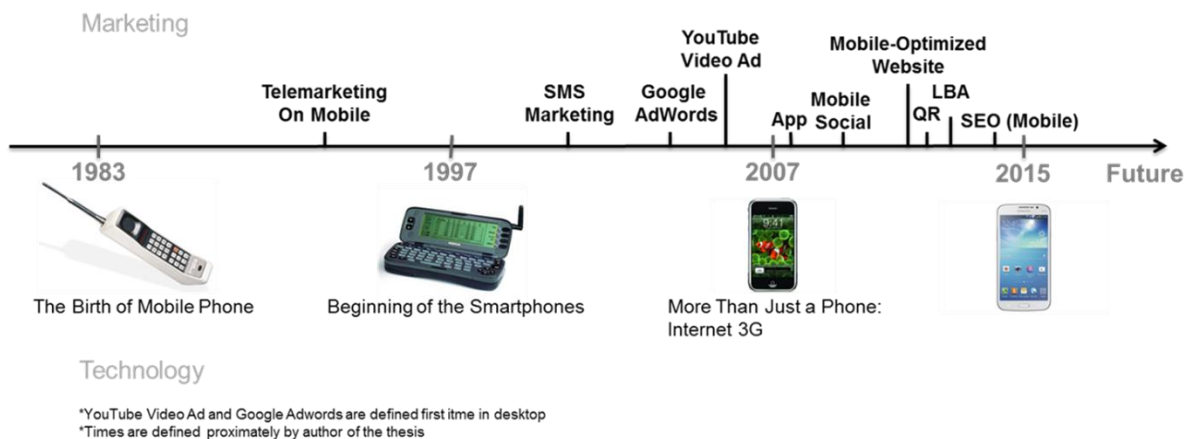 Marketing
YouTube
Video Ad
Mobile-Optimized
Website
Telemarketing
On Mobile
SMS
Marketing
Google
AdWords
App
Mobile
Social
QR
LBA
SEO (Mobile)
1983
1997
2007
2015
Future
NOKIA
9:41
The Birth of Mobile Phone
Beginning of the Smartphones
More Than Just a Phone:
Internet 3G
Technology
*YouTube Video Ad and Google Adwords are defined first itme in desktop
*Times are defined proximately by author of the thesis